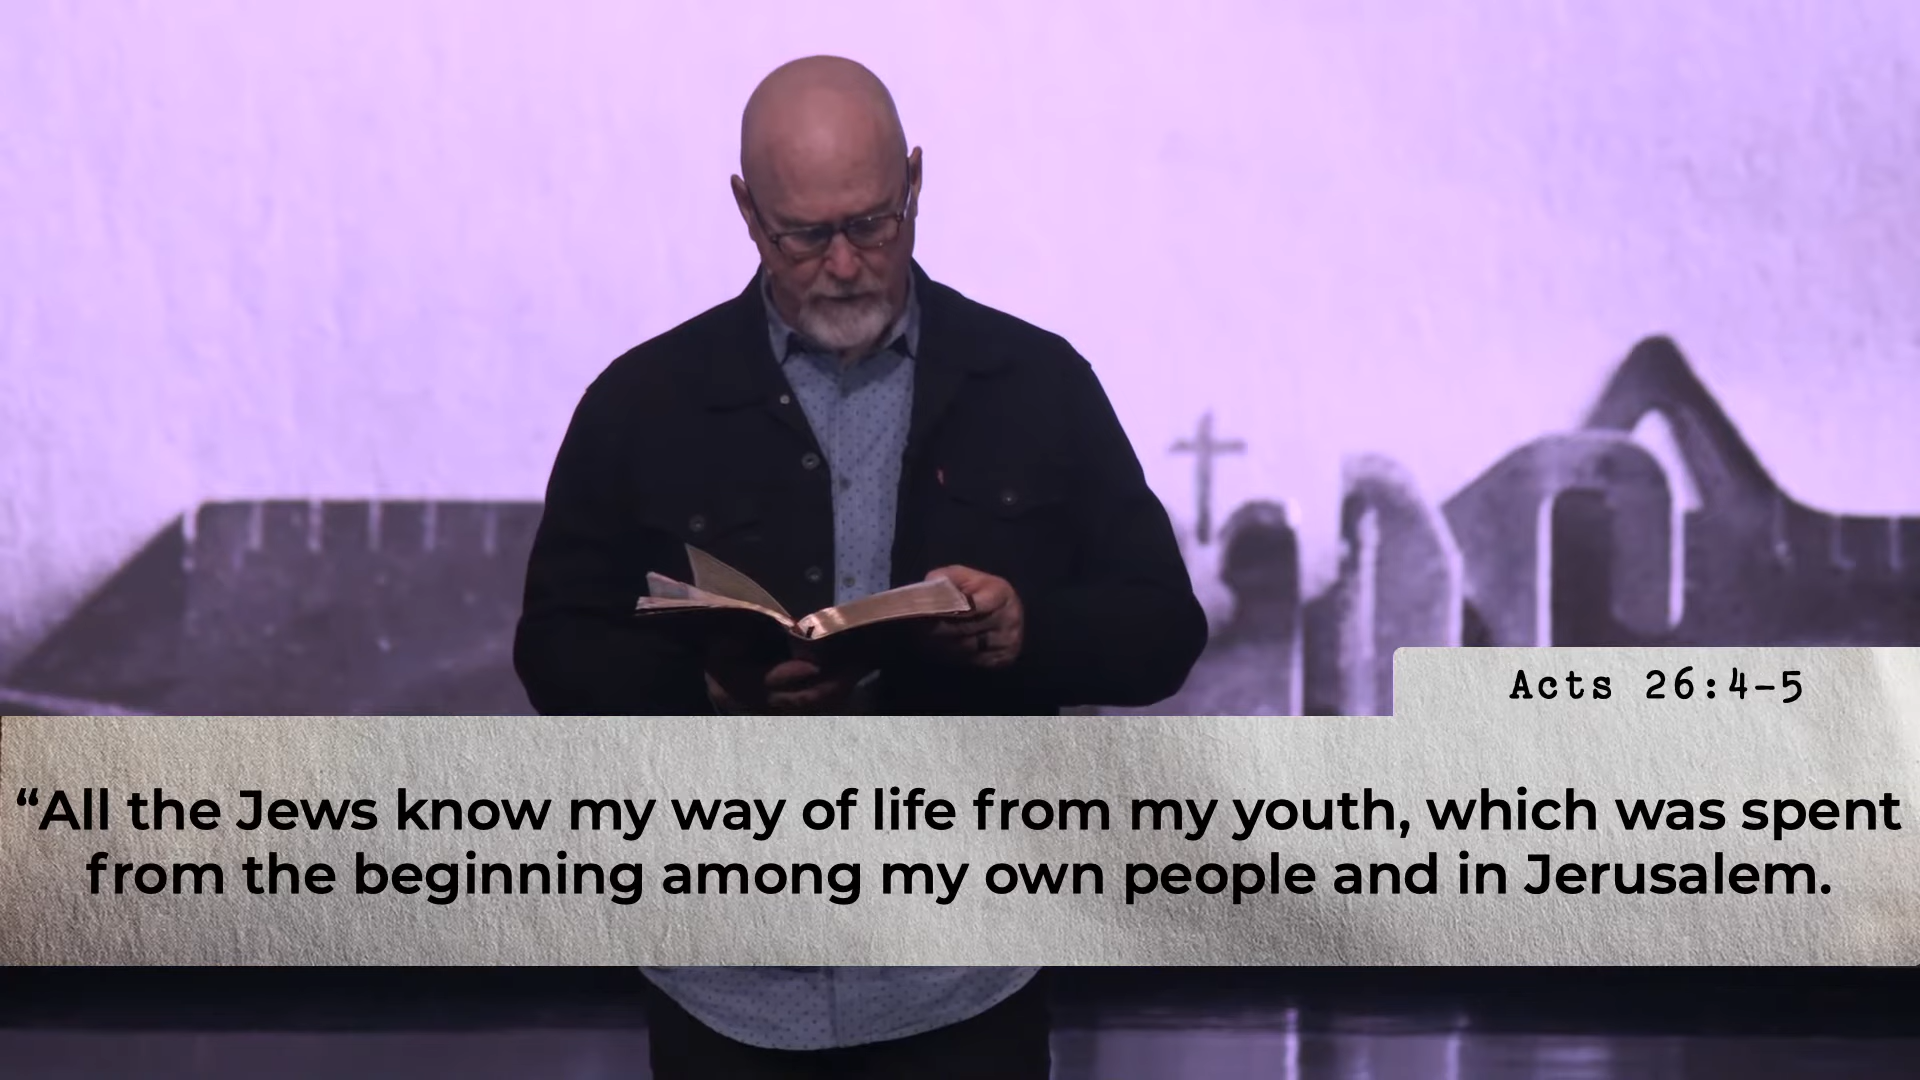 Acts 26:4-5
“All the Jews know my way of life from my youth, which was spent
from the beginning among my own people and in Jerusalem.